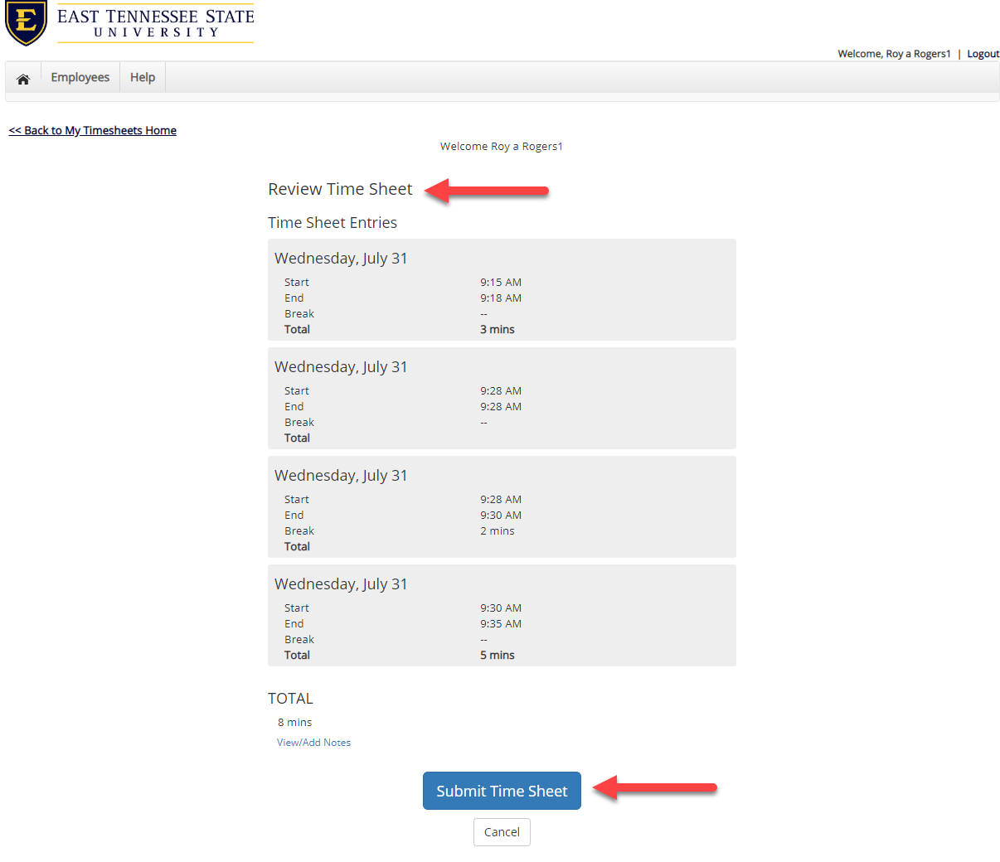 EAST TENNESSEE STATE
UNIVERSITY
Welcome, Roy a Rogers1 | Logout
Employees Help
<< Back to My Timesheets Home
Welcome Roy a Rogers1
Review Time Sheet
Time Sheet Entries
Wednesday, July 31
Start 9:15 AM
End 9:18 AM
Break --
Total 3 mins
Wednesday, July 31
Start 9:28 AM
End 9:28 AM
Break --
Total
Wednesday, July 31
Start 9:28 AM
End 9:30 AM
Break 2 mins
Total
Wednesday, July 31
Start 9:30 AM
End 9:35 AM
Break --
Total 5 mins
TOTAL
8 mins
View/Add Notes
Submit Time Sheet
Cancel